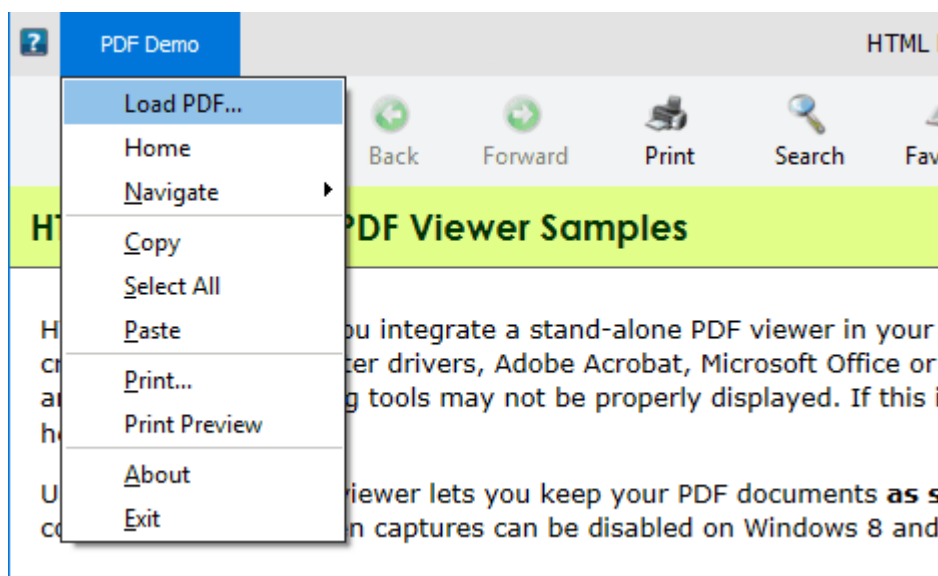 PDF Demo
HTML
Load PDF...
Home
Navigate
Copy
Select All
Paste
Print...
Print Preview
About
Exit
Back
Forward
Print
Search
PDF Viewer Samples
integrate a stand-alone PDF viewer in your
drivers, Adobe Acrobat, Microsoft Office or
tools may not be properly displayed. If this
lets you keep your PDF documents as
captures can be disabled on Windows 8 and